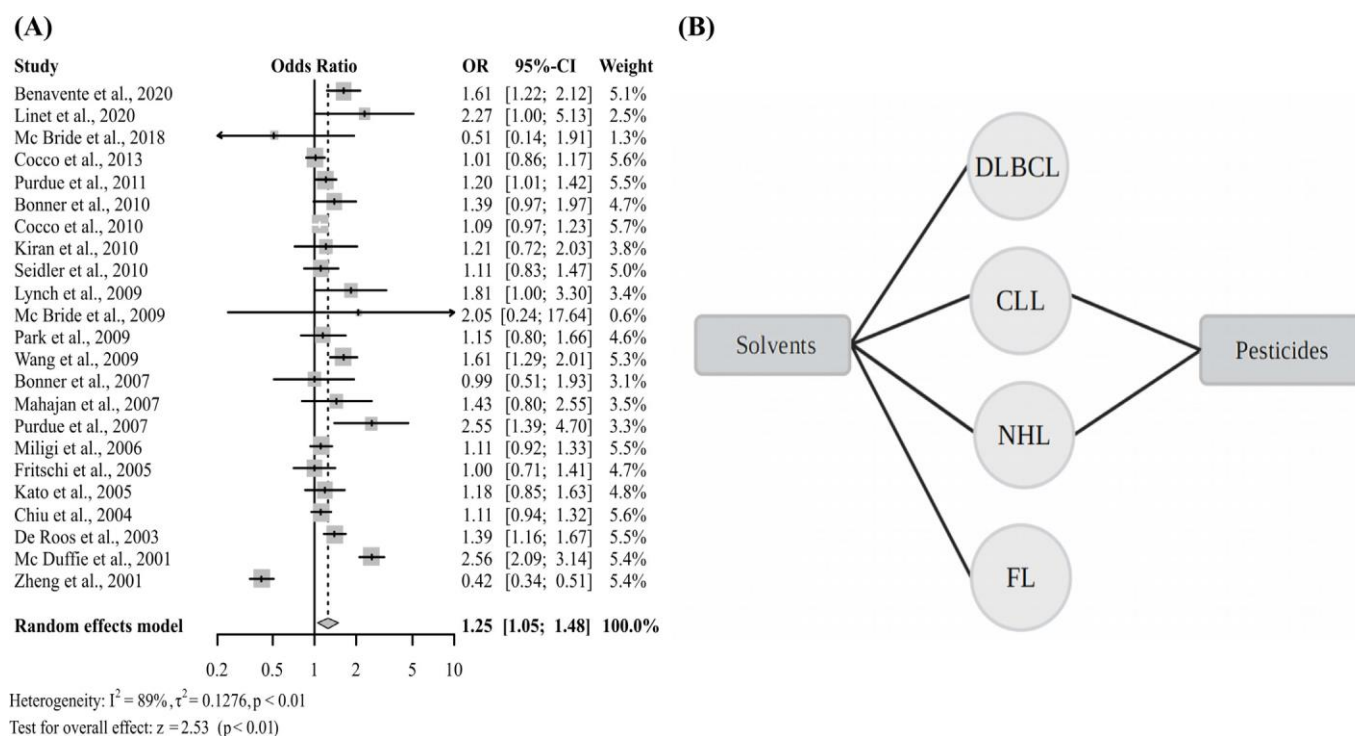 (A)
Study Odds Ratio OR 95%-CI Weight
Benavente et al., 2020 1.61 [1.22; 2.12] 5.1%
Linet et al., 2020 2.27 [1.00; 5.13] 2.5%
Mc Bride et al., 2018 0.51 [0.14; 1.91] 1.3%
Cocco et al., 2013 1.01 [0.86; 1.17] 5.6%
Purdue et al., 2011 1.20 [1.01; 1.42] 5.5%
Bonner et al., 2010 1.39 [0.97; 1.97] 4.7%
Cocco et al., 2010 1.09 [0.97; 1.23] 5.7%
Kiran et al., 2010 1.21 [0.72; 2.03] 3.8%
Seidler et al., 2010 1.11 [0.83; 1.47] 5.0%
Lynch et al., 2009 1.81 [1.00; 3.30] 3.4%
Mc Bride et al., 2009 2.05 [0.24; 17.64] 0.6%
Park et al., 2009 1.15 [0.80; 1.66] 4.6%
Wang et al., 2009 1.61 [1.29; 2.01] 5.3%
Bonner et al., 2007 0.99 [0.51; 1.93] 3.1%
Mahajan et al., 2007 1.43 [0.80; 2.55] 3.5%
Purdue et al., 2007 2.55 [1.39; 4.70] 3.3%
Miligi et al., 2006 1.11 [0.92; 1.33] 5.5%
Fritschi et al., 2005 1.00 [0.71; 1.41] 4.7%
Kato et al., 2005 1.18 [0.85; 1.63] 4.8%
Chiu et al., 2004 1.11 [0.94; 1.32] 5.6%
De Roos et al., 2003 1.39 [1.16; 1.67] 5.5%
Mc Duffie et al., 2001 2.56 [2.09; 3.14] 5.4%
Zheng et al., 2001 0.42 [0.34; 0.51] 5.4%
Random effects model 1.25 [1.05; 1.48] 100.0%
0.2 0.5 1 2 5 10
Heterogeneity: I² = 89%, τ² = 0.1276, p < 0.01
Test for overall effect: z = 2.53 (p < 0.01)
(B)
DLBCL
CLL
Solvents
Pesticides
NHL
FL